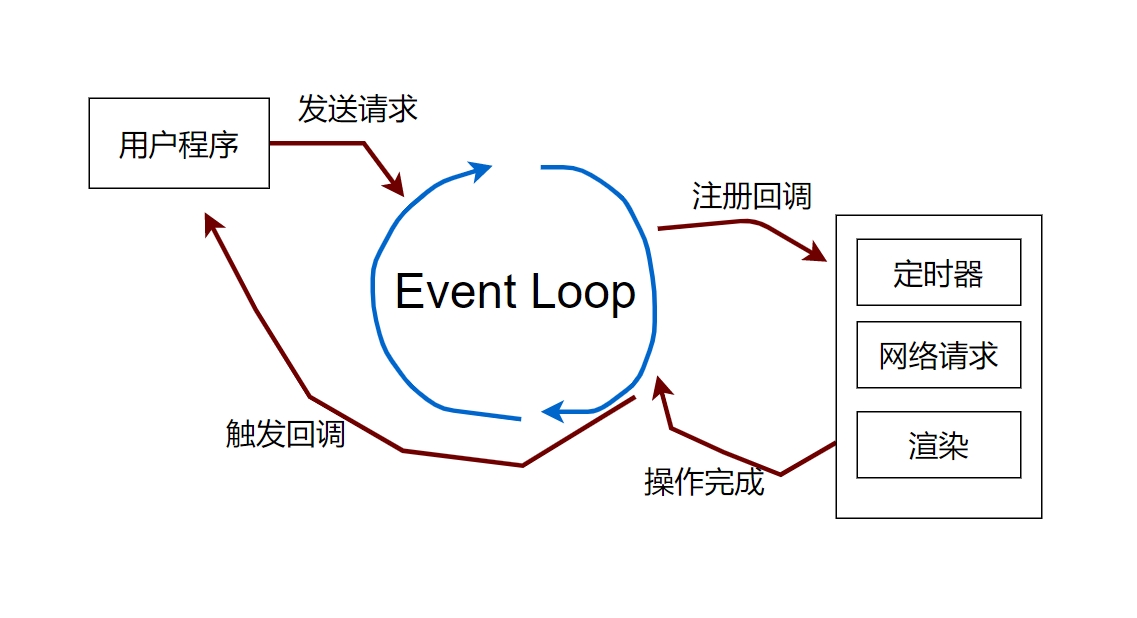 发送请求
用户程序
注册回调
Event Loop
定时器
网络请求
触发回调
渲染
操作完成